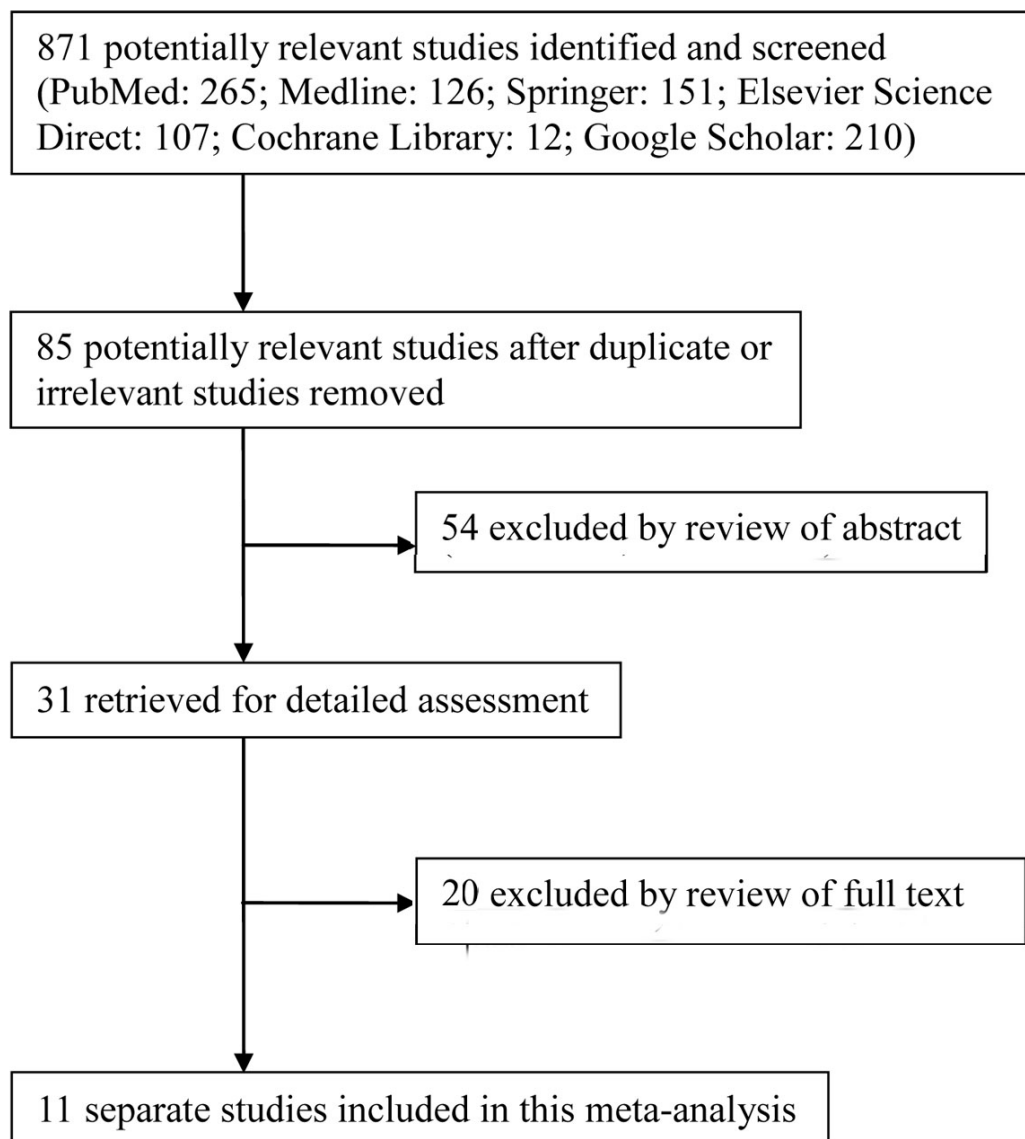 871 potentially relevant studies identified and screened
(PubMed: 265; Medline: 126; Springer: 151; Elsevier Science
Direct: 107; Cochrane Library: 12; Google Scholar: 210)
85 potentially relevant studies after duplicate or
irrelevant studies removed
54 excluded by review of abstract
31 retrieved for detailed assessment
20 excluded by review of full text
11 separate studies included in this meta-analysis